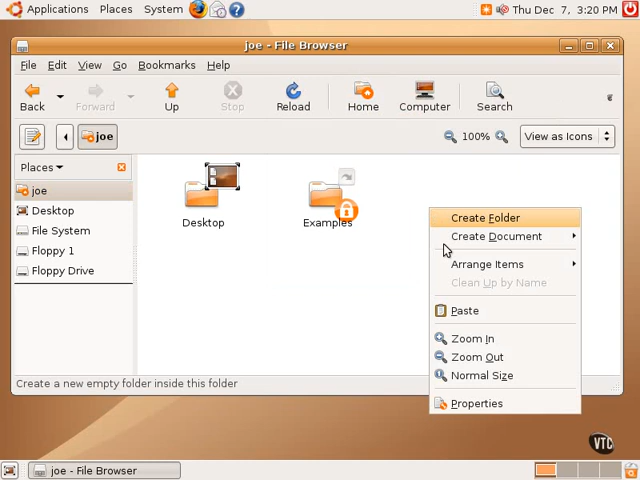 Applications Places System Thu Dec 7, 3:20 PM
joe - File Browser
File Edit View Go Bookmarks Help
Back Forward Up Stop Reload Home Computer Search
joe 100% View as Icons
Places
joe
Desktop
File System
Floppy 1
Floppy Drive
Desktop
Examples
Create Folder
Create Document
Arrange Items
Clean Up by Name
Paste
Zoom In
Zoom Out
Normal Size
Properties
Create a new empty folder inside this folder
VTC
joe - File Browser